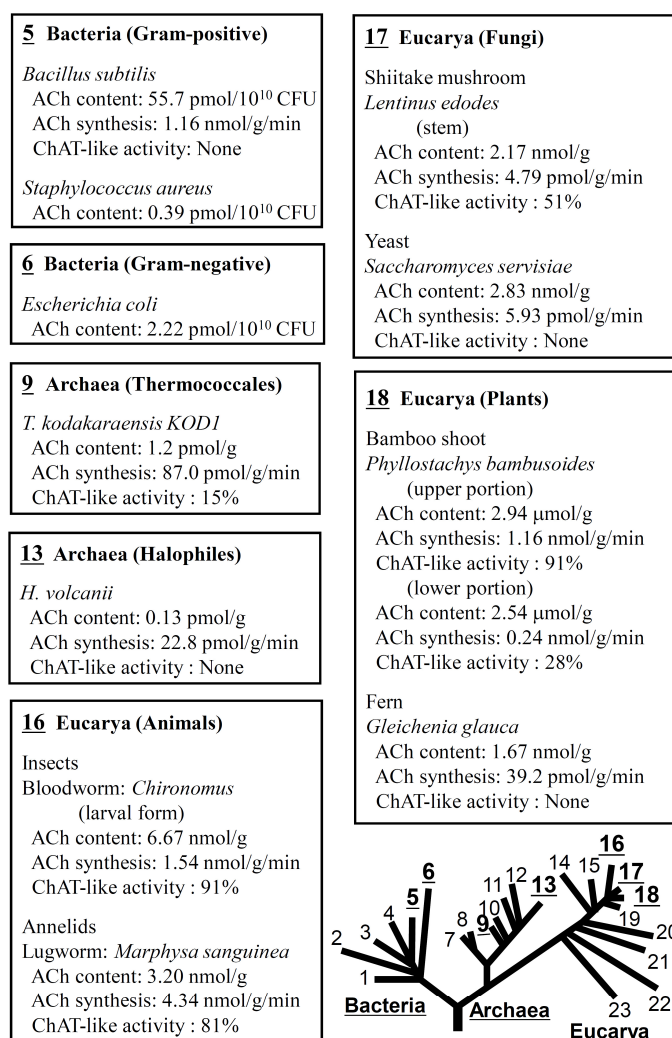 5 Bacteria (Gram-positive)
Bacillus subtilis
ACh content: 55.7 pmol/10¹⁰ CFU
ACh synthesis: 1.16 nmol/g/min
ChAT-like activity: None
Staphylococcus aureus
ACh content: 0.39 pmol/10¹⁰ CFU
6 Bacteria (Gram-negative)
Escherichia coli
ACh content: 2.22 pmol/10¹⁰ CFU
9 Archaea (Thermococcales)
T. kodakaraensis KOD1
ACh content: 1.2 pmol/g
ACh synthesis: 87.0 pmol/g/min
ChAT-like activity : 15%
13 Archaea (Halophiles)
H. volcanii
ACh content: 0.13 pmol/g
ACh synthesis: 22.8 pmol/g/min
ChAT-like activity : None
16 Eucarya (Animals)
Insects
Bloodworm: Chironomus
(larval form)
ACh content: 6.67 nmol/g
ACh synthesis: 1.54 nmol/g/min
ChAT-like activity : 91%
Annelids
Lugworm: Marphysa sanguinea
ACh content: 3.20 nmol/g
ACh synthesis: 4.34 nmol/g/min
ChAT-like activity : 81%
17 Eucarya (Fungi)
Shiitake mushroom
Lentinus edodes
(stem)
ACh content: 2.17 nmol/g
ACh synthesis: 4.79 pmol/g/min
ChAT-like activity : 51%
Yeast
Saccharomyces servisiae
ACh content: 2.83 nmol/g
ACh synthesis: 5.93 pmol/g/min
ChAT-like activity : None
18 Eucarya (Plants)
Bamboo shoot
Phyllostachys bambusoides
(upper portion)
ACh content: 2.94 μmol/g
ACh synthesis: 1.16 nmol/g/min
ChAT-like activity : 91%
(lower portion)
ACh content: 2.54 μmol/g
ACh synthesis: 0.24 nmol/g/min
ChAT-like activity : 28%
Fern
Gleichenia glauca
ACh content: 1.67 nmol/g
ACh synthesis: 39.2 pmol/g/min
ChAT-like activity : None
1
2
3
4
5
6
7
8
9
10
11
12
13
14
15
16
17
18
19
20
21
22
23
Bacteria
Archaea
Eucarya